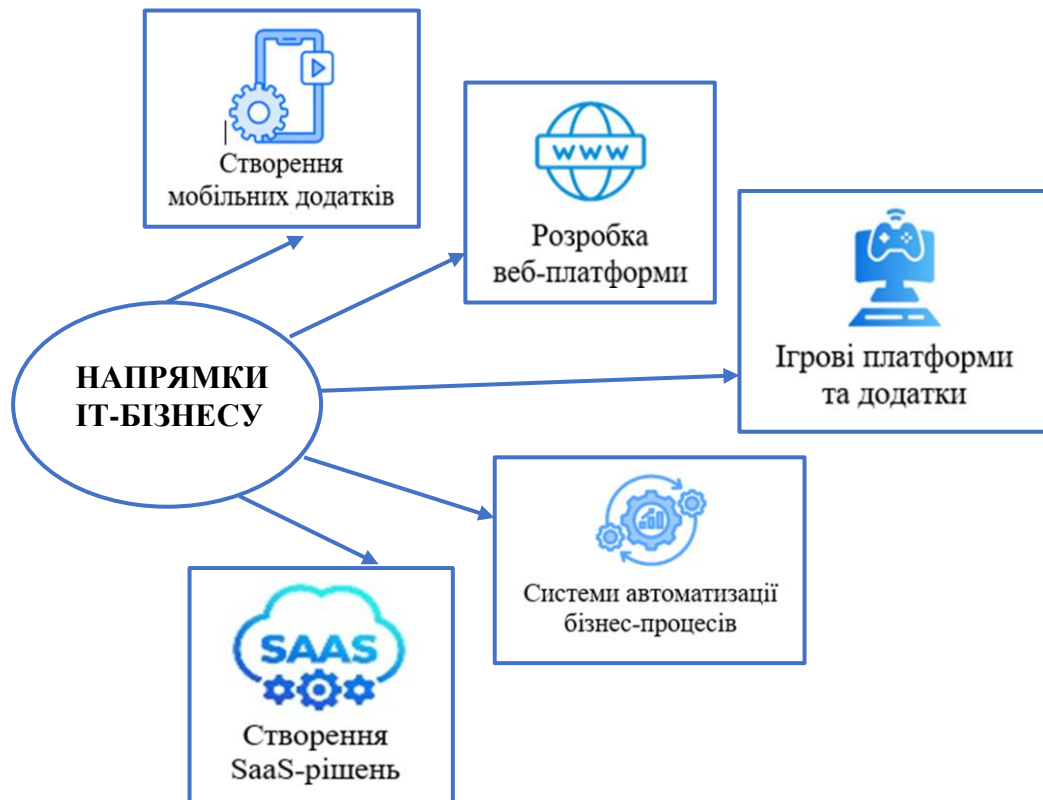 Створення
мобільних додатків
www
Розробка
веб-платформи
Ігрові платформи
та додатки
НАПРЯМКИ
ІТ-БІЗНЕСУ
Системи автоматизації
бізнес-процесів
SAAS
Створення
SaaS-рішень